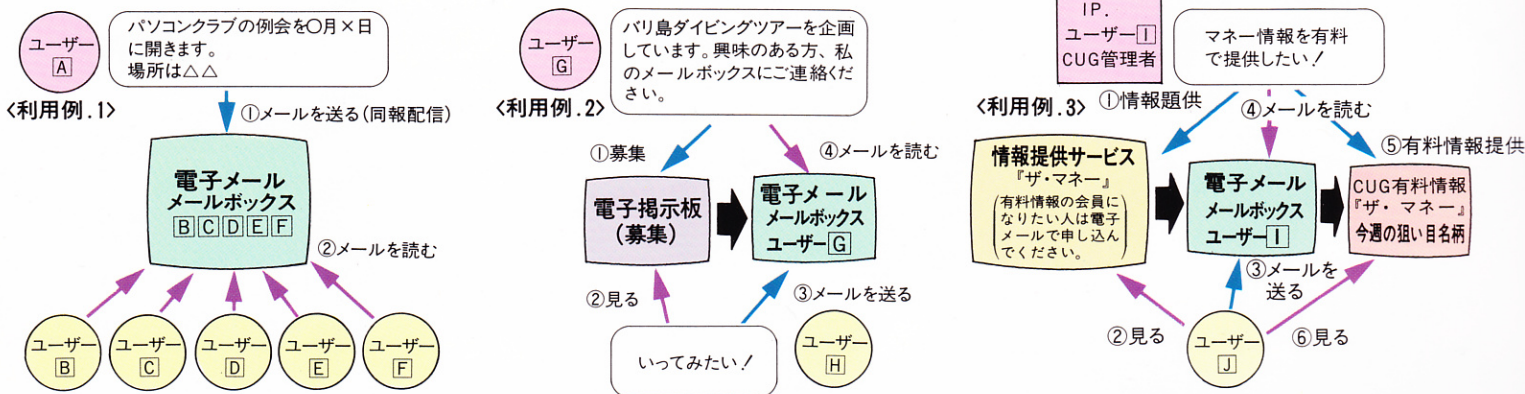 ユーザー
A
パソコンクラブの例会を〇月×日
に開きます。
場所は△△
〈利用例.1〉
①メールを送る(同報配信)
電子メール
メールボックス
B C D E F
②メールを読む
ユーザー
B
ユーザー
C
ユーザー
D
ユーザー
E
ユーザー
F
ユーザー
G
バリ島ダイビングツアーを企画
しています。興味のある方、私
のメールボックスにご連絡くだ
さい。
〈利用例.2〉
①募集
④メールを読む
電子掲示板
(募集)
電子メール
メールボックス
ユーザーG
②見る
③メールを送る
いってみたい!
ユーザー
H
IP.
ユーザーI
CUG管理者
マネー情報を有料
で提供したい!
〈利用例.3〉
①情報題供
④メールを読む
⑤有料情報提供
情報提供サービス
『ザ・マネー』
(有料情報の会員に
なりたい人は電子
メールで申し込ん
でください。)
電子メール
メールボックス
ユーザーI
CUG有料情報
『ザ・マネー』
今週の狙い目名柄
③メールを
送る
②見る
⑥見る
ユーザー
J